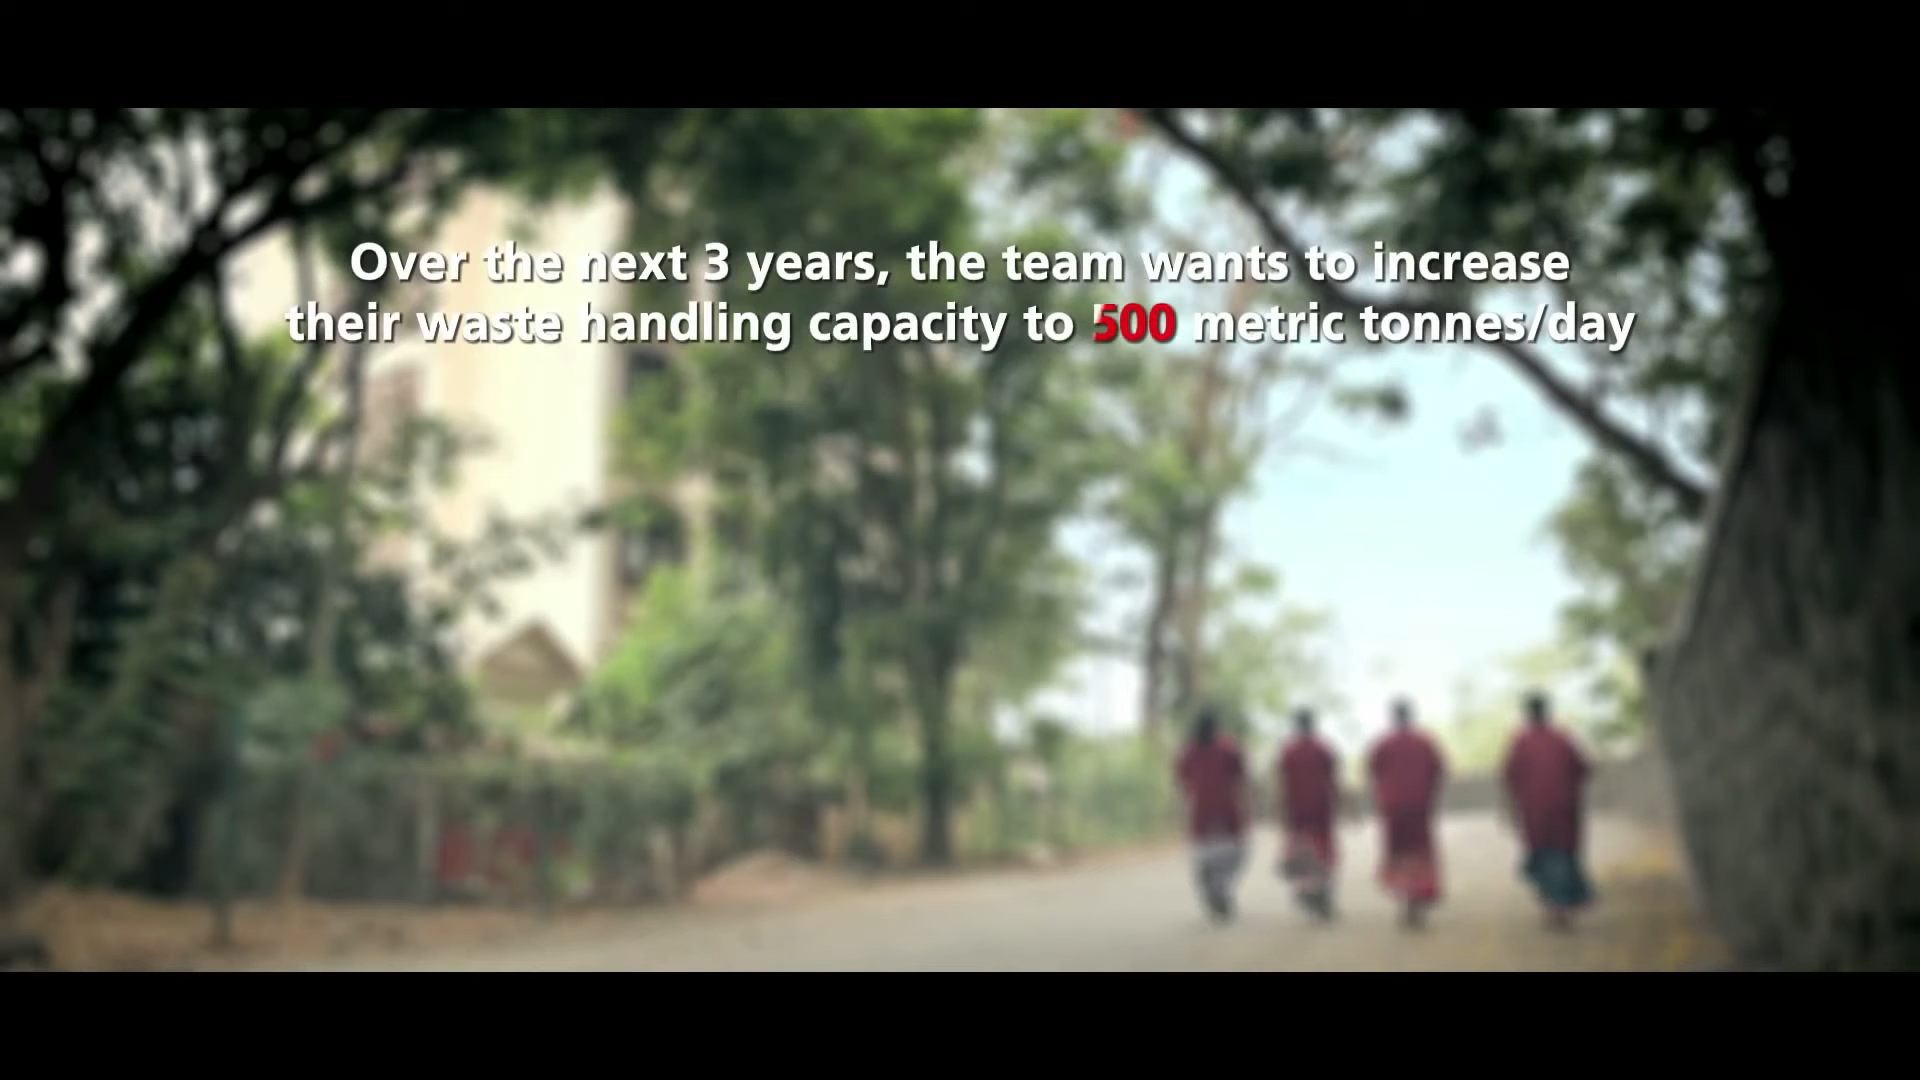 Over the next 3 years, the team wants to increase
their waste handling capacity to 500 metric tonnes/day